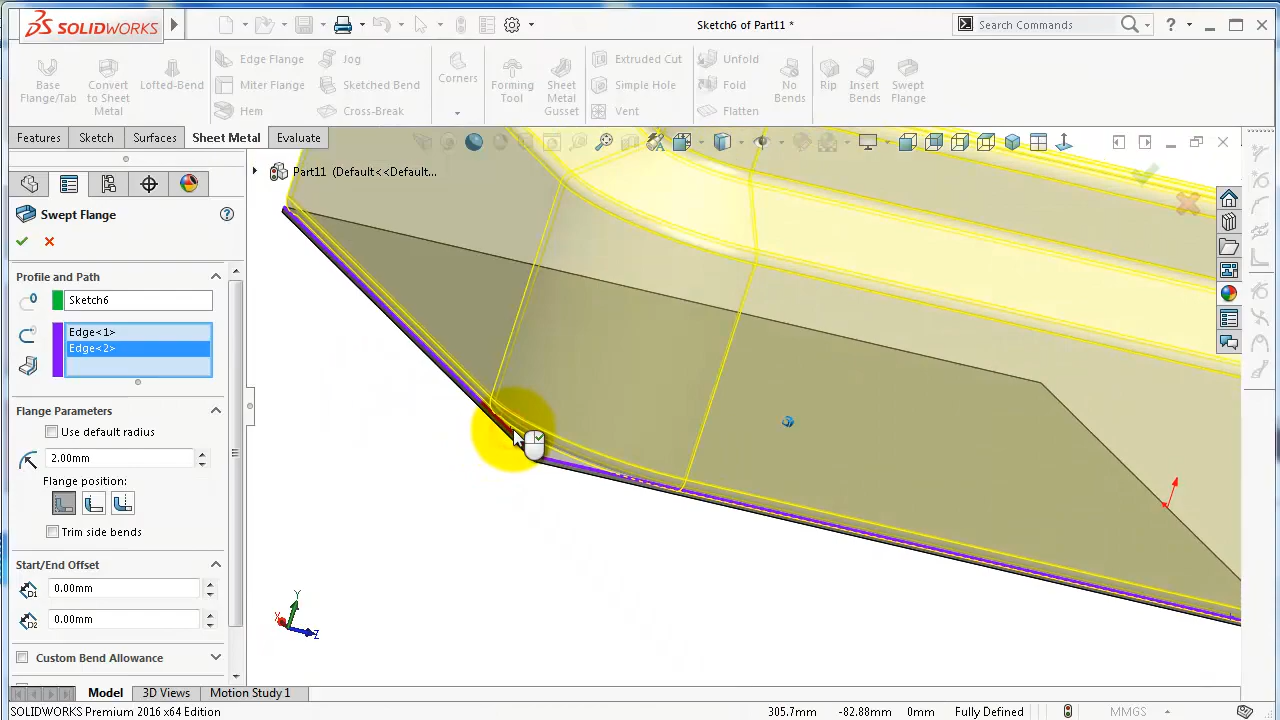 SOLIDWORKS
Sketch6 of Part11 *
Search Commands
?
Base Flange/Tab
Convert to Sheet Metal
Lofted-Bend
Edge Flange
Miter Flange
Hem
Jog
Sketched Bend
Cross-Break
Corners
Forming Tool
Sheet Metal Gusset
Extruded Cut
Simple Hole
Vent
Unfold
Fold
Flatten
No Bends
Rip
Insert Bends
Swept Flange
Features
Sketch
Surfaces
Sheet Metal
Evaluate
Part11 (Default<<Default...
Swept Flange
?
Profile and Path
Sketch6
Edge<1>
Edge<2>
Flange Parameters
Use default radius
2.00mm
Flange position:
Trim side bends
Start/End Offset
D1
0.00mm
D2
0.00mm
Custom Bend Allowance
Y
X
Z
Model
3D Views
Motion Study 1
SOLIDWORKS Premium 2016 x64 Edition
305.7mm
-82.88mm
0mm
Fully Defined
MMGS